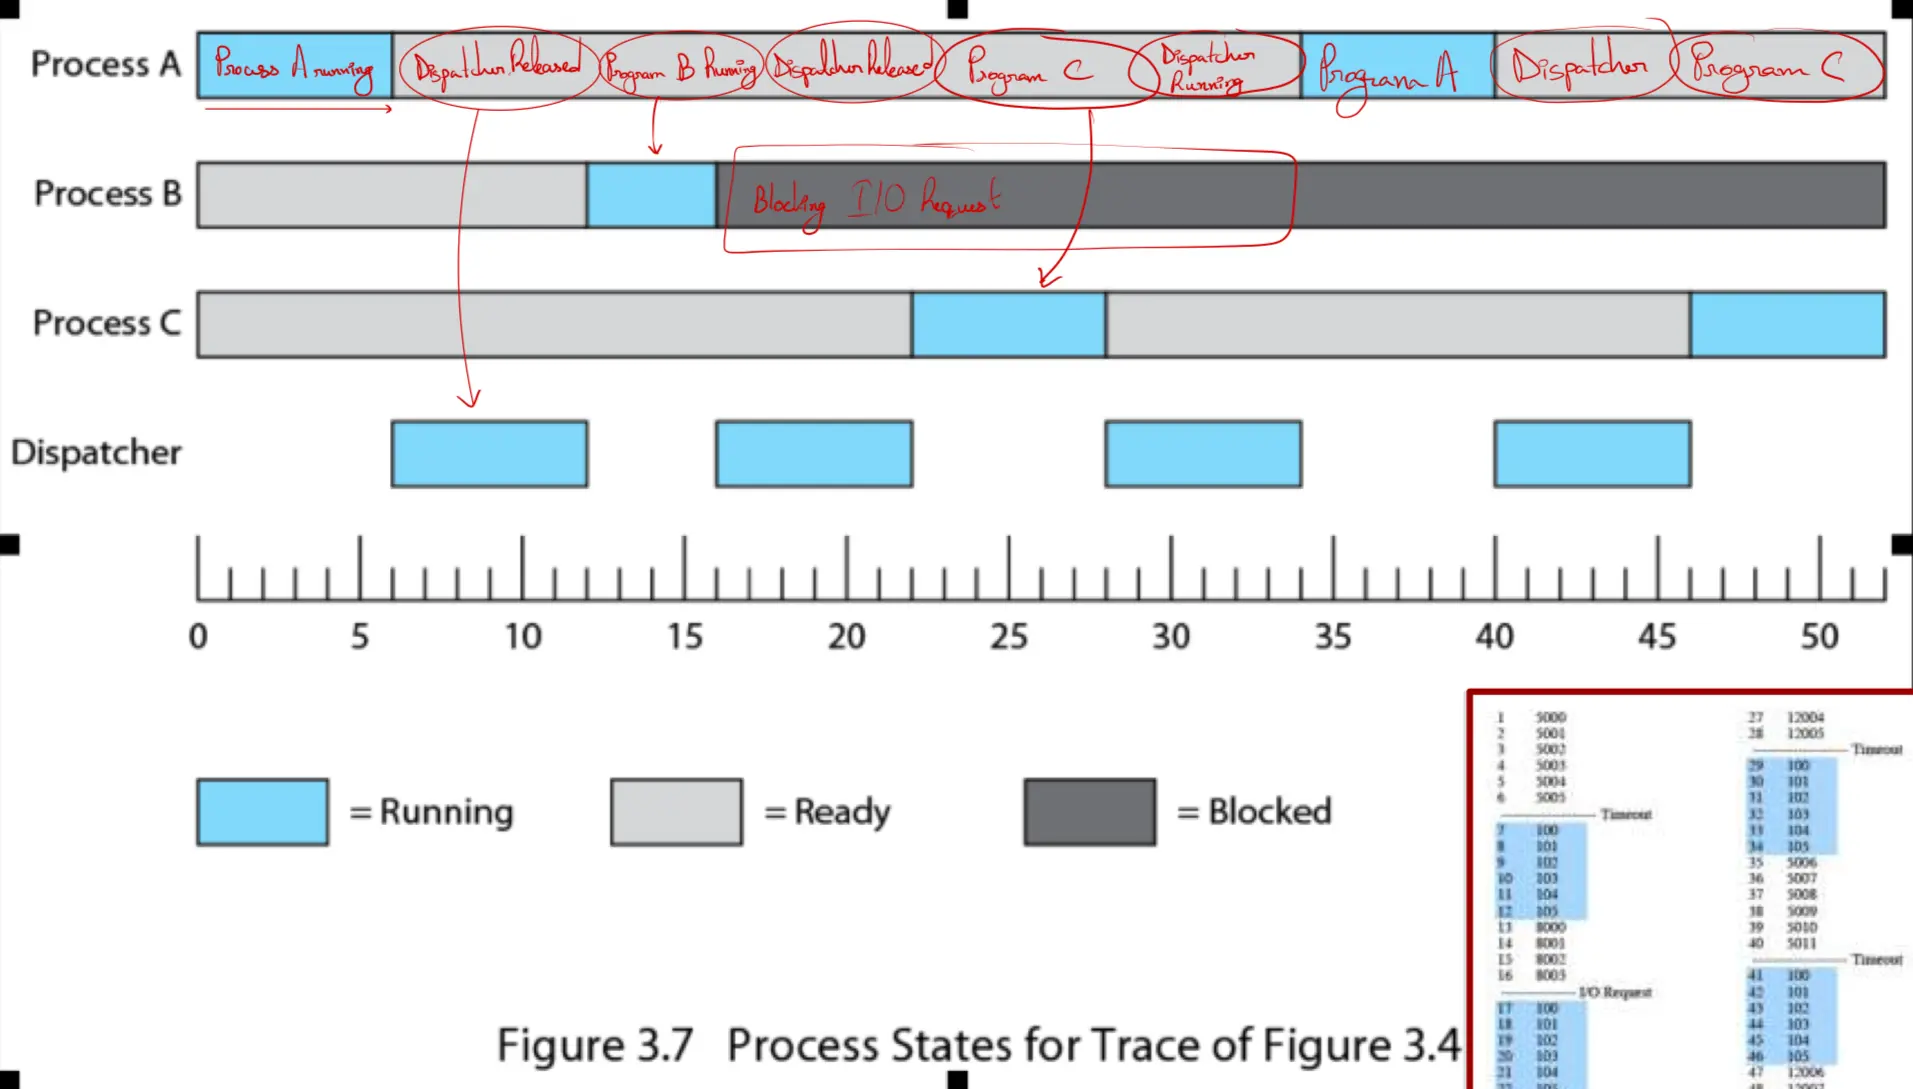 Process A
Process A running
Dispatcher Released
Program B Running
Dispatcher Released
Program C
Dispatcher
Running
Program A
Dispatcher
Program C
Process B
Blocking I/O Request
Process C
Dispatcher
0 5 10 15 20 25 30 35 40 45 50
= Running
= Ready
= Blocked
1 5000
2 5001
3 5002
4 5003
5 5004
6 5005
Timeout
7 100
8 101
9 102
10 103
11 104
12 105
13 8000
14 8001
15 8002
16 8003
I/O Request
17 100
18 101
19 102
20 103
21 104
27 12004
28 12005
Timeout
29 100
30 101
31 102
32 103
33 104
34 105
35 5006
36 5007
37 5008
38 5009
39 5010
40 5011
Timeout
41 100
42 101
43 102
44 103
45 104
46 105
47 12006
Figure 3.7 Process States for Trace of Figure 3.4